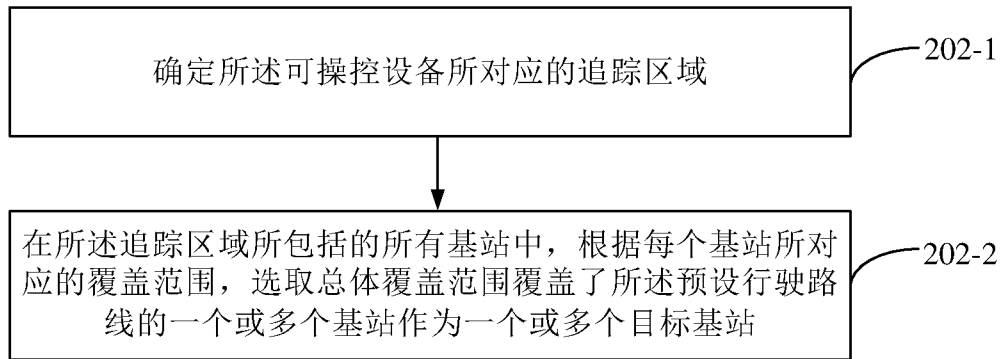 确定所述可操控设备所对应的追踪区域
202-1
在所述追踪区域所包括的所有基站中，根据每个基站所对
应的覆盖范围，选取总体覆盖范围覆盖了所述预设行驶路
线的一个或多个基站作为一个或多个目标基站
202-2